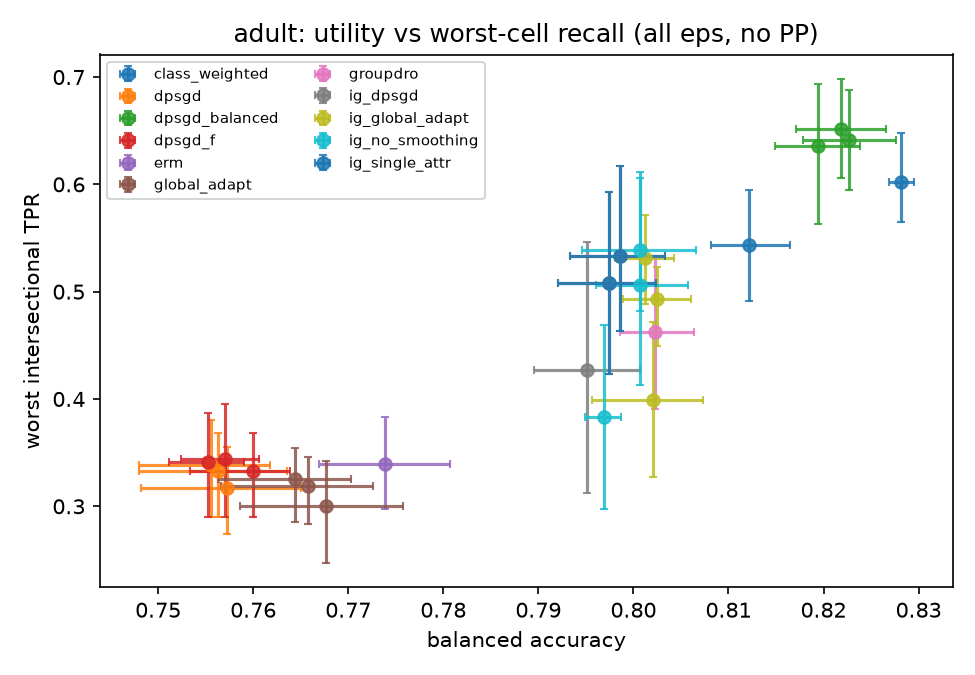 adult: utility vs worst-cell recall (all eps, no PP)
class_weighted
dpsgd
dpsgd_balanced
dpsgd_f
erm
global_adapt
groupdro
ig_dpsgd
ig_global_adapt
ig_no_smoothing
ig_single_attr
worst intersectional TPR
0.7
0.6
0.5
0.4
0.3
0.75 0.76 0.77 0.78 0.79 0.80 0.81 0.82 0.83
balanced accuracy